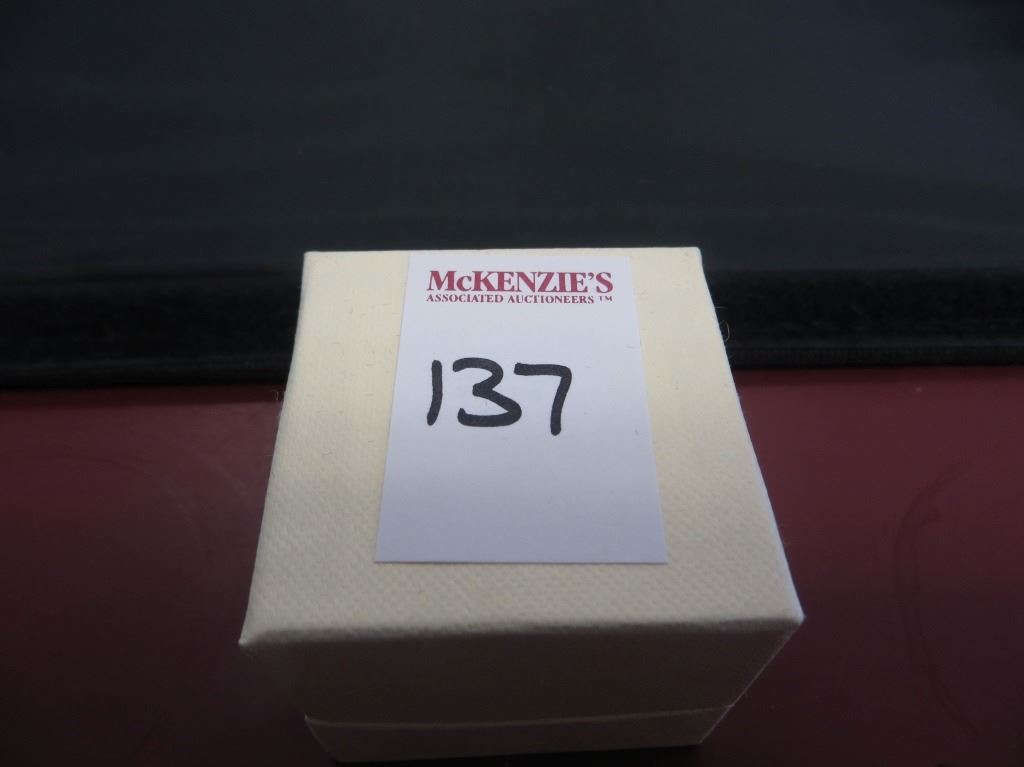 McKENZIE'S
ASSOCIATED AUCTIONEERS ™
137